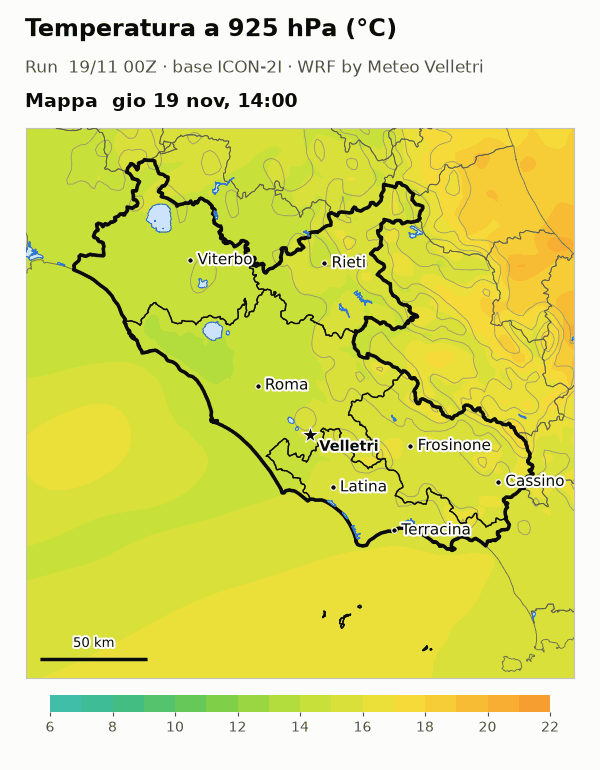 Temperatura a 925 hPa (°C)
Run  19/11 00Z · base ICON-2I · WRF by Meteo Velletri
Mappa  gio 19 nov, 14:00
Viterbo
Rieti
Roma
Velletri
Frosinone
Cassino
Latina
Terracina
50 km
6 8 10 12 14 16 18 20 22